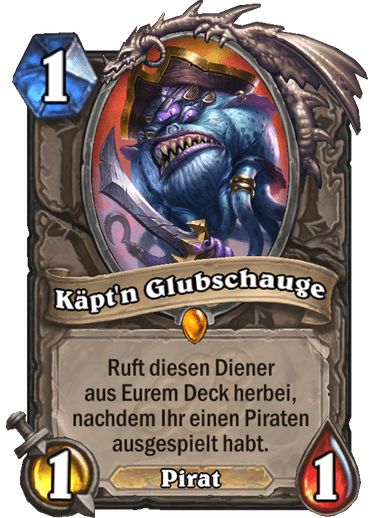 1
Käpt'n Glubschauge
Ruft diesen Diener
aus Eurem Deck herbei,
nachdem Ihr einen Piraten
ausgespielt habt.
1
Pirat
1